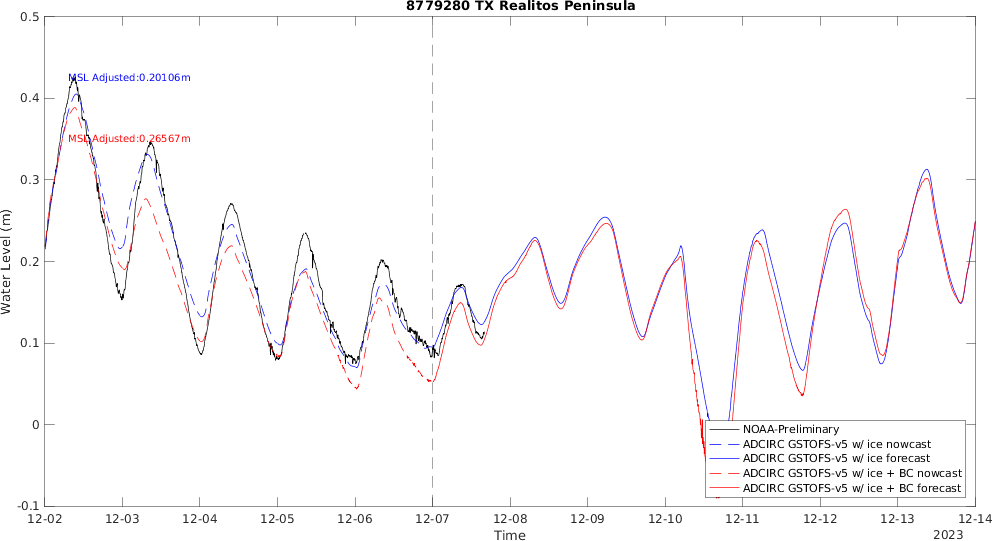 8779280 TX Realitos Peninsula
0.5
0.4
0.3
0.2
0.1
0
-0.1
Water Level (m)
MSL Adjusted:0.20106m
MSL Adjusted:0.26567m
NOAA-Preliminary
ADCIRC GSTOFS-v5 w/ ice nowcast
ADCIRC GSTOFS-v5 w/ ice forecast
ADCIRC GSTOFS-v5 w/ ice + BC nowcast
ADCIRC GSTOFS-v5 w/ ice + BC forecast
12-02 12-03 12-04 12-05 12-06 12-07 12-08 12-09 12-10 12-11 12-12 12-13 12-14
Time
2023